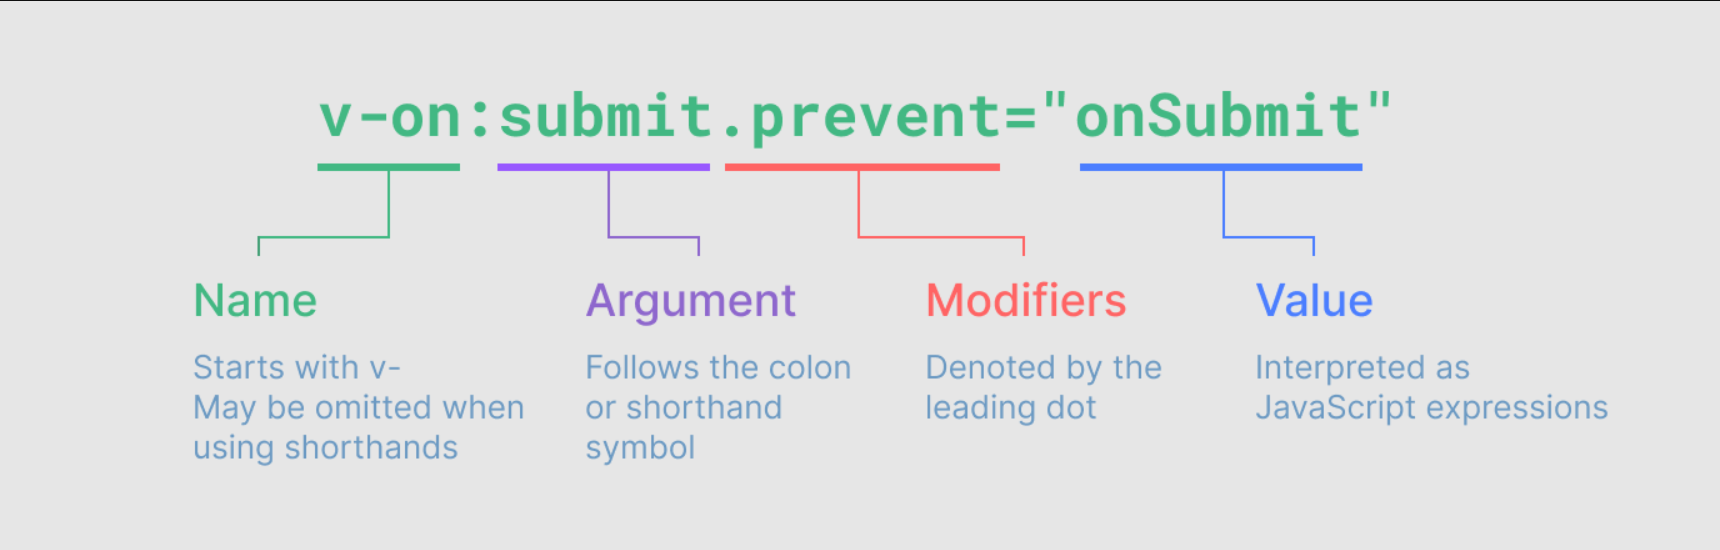 v-on:submit.prevent="onSubmit"
Name
Starts with v-
May be omitted when
using shorthands
Argument
Follows the colon
or shorthand
symbol
Modifiers
Denoted by the
leading dot
Value
Interpreted as
JavaScript expressions